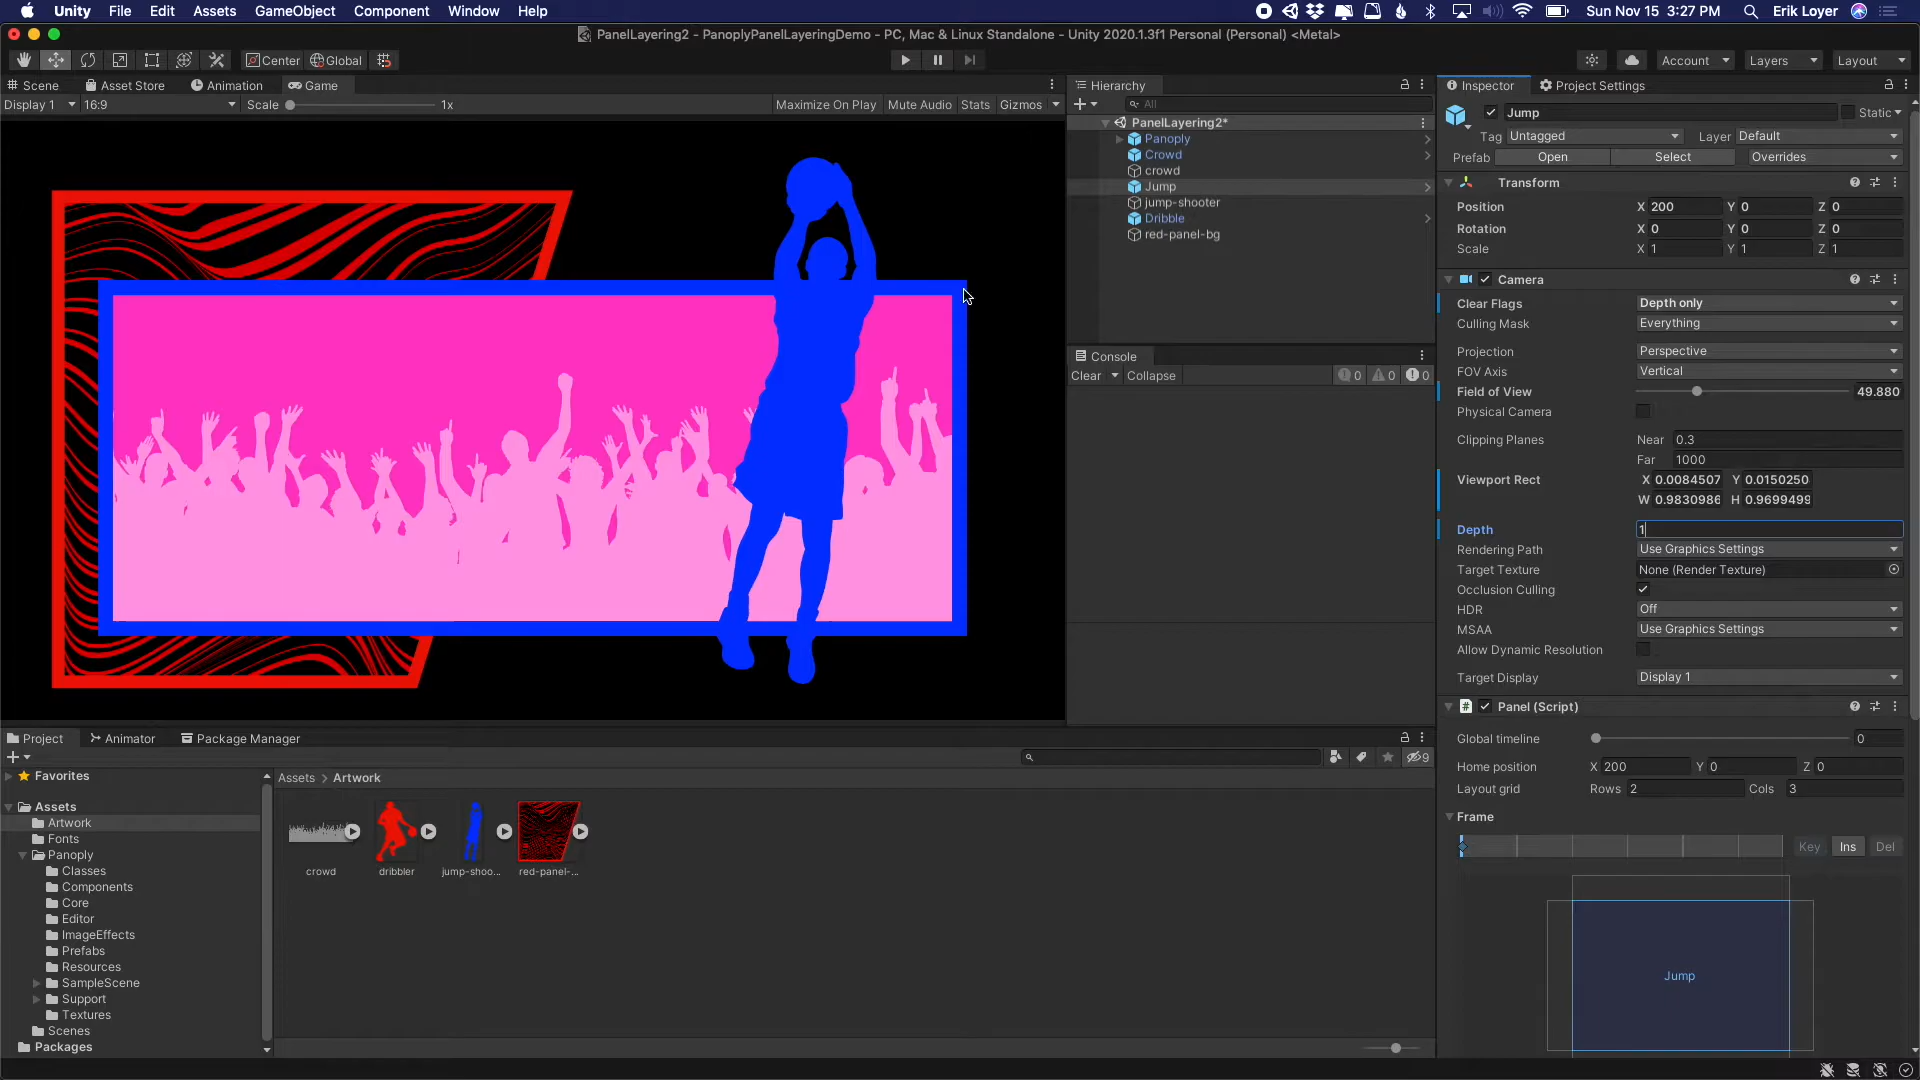 Unity File Edit Assets GameObject Component Window Help Sun Nov 15 3:27 PM Erik Loyer
PanelLayering2 - PanoplyPanelLayeringDemo - PC, Mac & Linux Standalone - Unity 2020.1.3f1 Personal (Personal) <Metal>
Center Global Account Layers Layout
Scene Asset Store Animation Game
Display 1 16:9 Scale 1x Maximize On Play Mute Audio Stats Gizmos
Hierarchy
All
PanelLayering2*
Panoply
Crowd
crowd
Jump
jump-shooter
Dribble
red-panel-bg
Console
Clear Collapse 0 0 0
Inspector Project Settings
Jump Static
Tag Untagged Layer Default
Prefab Open Select Overrides
Transform
Position X 200 Y 0 Z 0
Rotation X 0 Y 0 Z 0
Scale X 1 Y 1 Z 1
Camera
Clear Flags Depth only
Culling Mask Everything
Projection Perspective
FOV Axis Vertical
Field of View 49.880
Physical Camera
Clipping Planes Near 0.3
Far 1000
Viewport Rect X 0.0084507 Y 0.0150250
W 0.9830986 H 0.9699499
Depth 1
Rendering Path Use Graphics Settings
Target Texture None (Render Texture)
Occlusion Culling
HDR Off
MSAA Use Graphics Settings
Allow Dynamic Resolution
Target Display Display 1
Panel (Script)
Global timeline 0
Home position X 200 Y 0 Z 0
Layout grid Rows 2 Cols 3
Frame
Key Ins Del
Jump
Project Animator Package Manager
9
Favorites
Assets
Artwork
Fonts
Panoply
Classes
Components
Core
Editor
ImageEffects
Prefabs
Resources
SampleScene
Support
Textures
Scenes
Packages
Assets > Artwork
crowd dribbler jump-shoo... red-panel-...